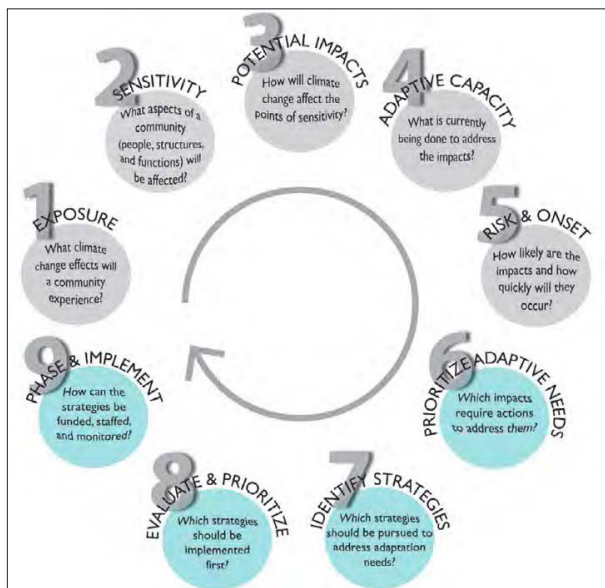 1
EXPOSURE
What climate
change effects will
a community
experience?
2
SENSITIVITY
What aspects of a
community
(people, structures,
and functions) will
be affected?
3
POTENTIAL IMPACTS
How will climate
change affect the
points of sensitivity?
4
ADAPTIVE CAPACITY
What is currently
being done to address
the impacts?
5
RISK & ONSET
How likely are the
impacts and how
quickly will they
occur?
6
PRIORITIZE ADAPTIVE NEEDS
Which impacts
require actions
to address them?
7
IDENTIFY STRATEGIES
Which strategies
should be pursued to
address adaptation
needs?
8
EVALUATE & PRIORITIZE
Which strategies
should be
implemented
first?
9
PHASE & IMPLEMENT
How can the
strategies be
funded, staffed,
and monitored?